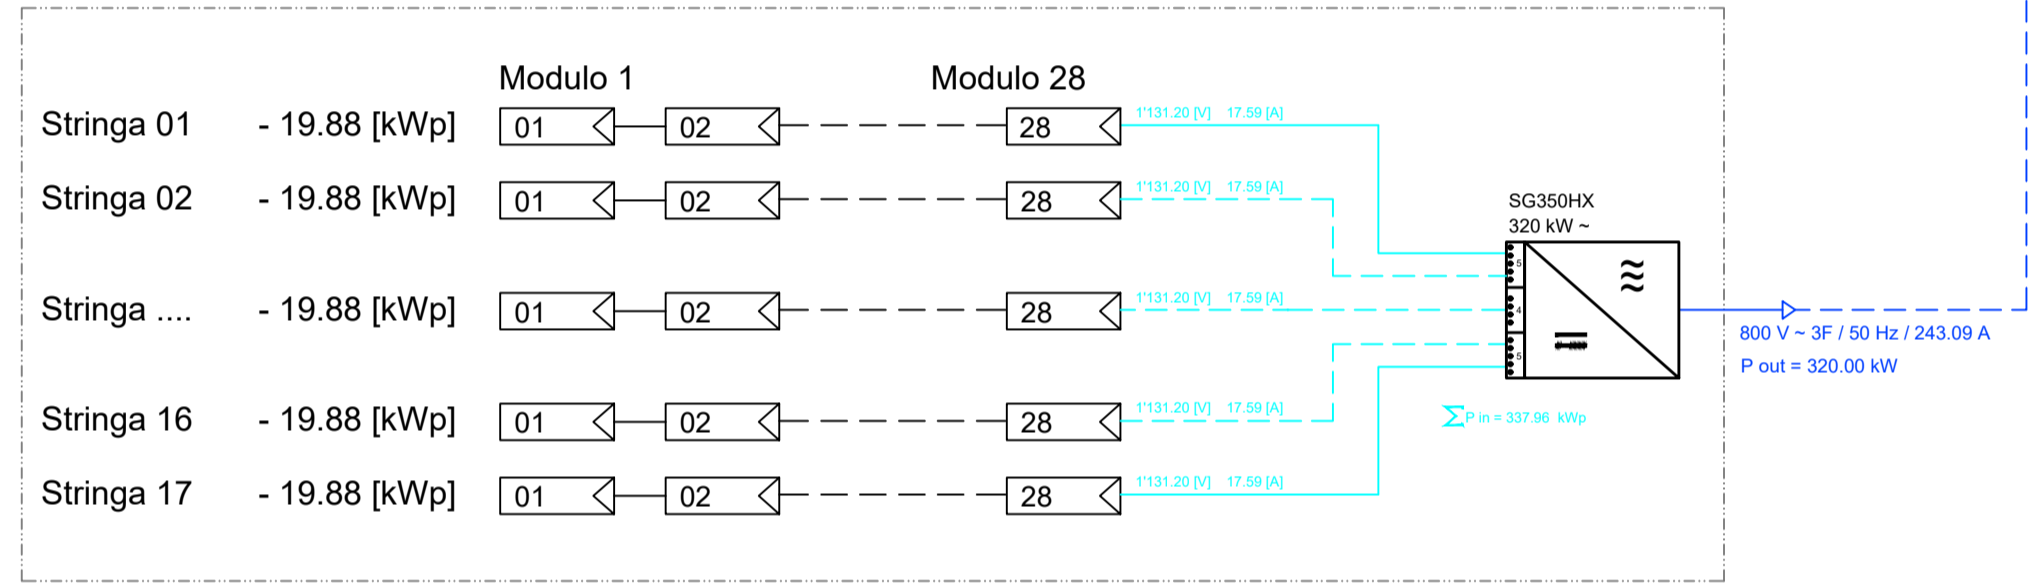 Modulo 1 Modulo 28
Stringa 01 - 19.88 [kWp] 01 02 28 1'131.20 [V] 17.59 [A]
Stringa 02 - 19.88 [kWp] 01 02 28 1'131.20 [V] 17.59 [A]
SG350HX
320 kW ~
5
Stringa .... - 19.88 [kWp] 01 02 28 1'131.20 [V] 17.59 [A]
4
800 V ~ 3F / 50 Hz / 243.09 A
5
P out = 320.00 kW
Stringa 16 - 19.88 [kWp] 01 02 28 1'131.20 [V] 17.59 [A]
∑P in = 337.96 kWp
Stringa 17 - 19.88 [kWp] 01 02 28 1'131.20 [V] 17.59 [A]